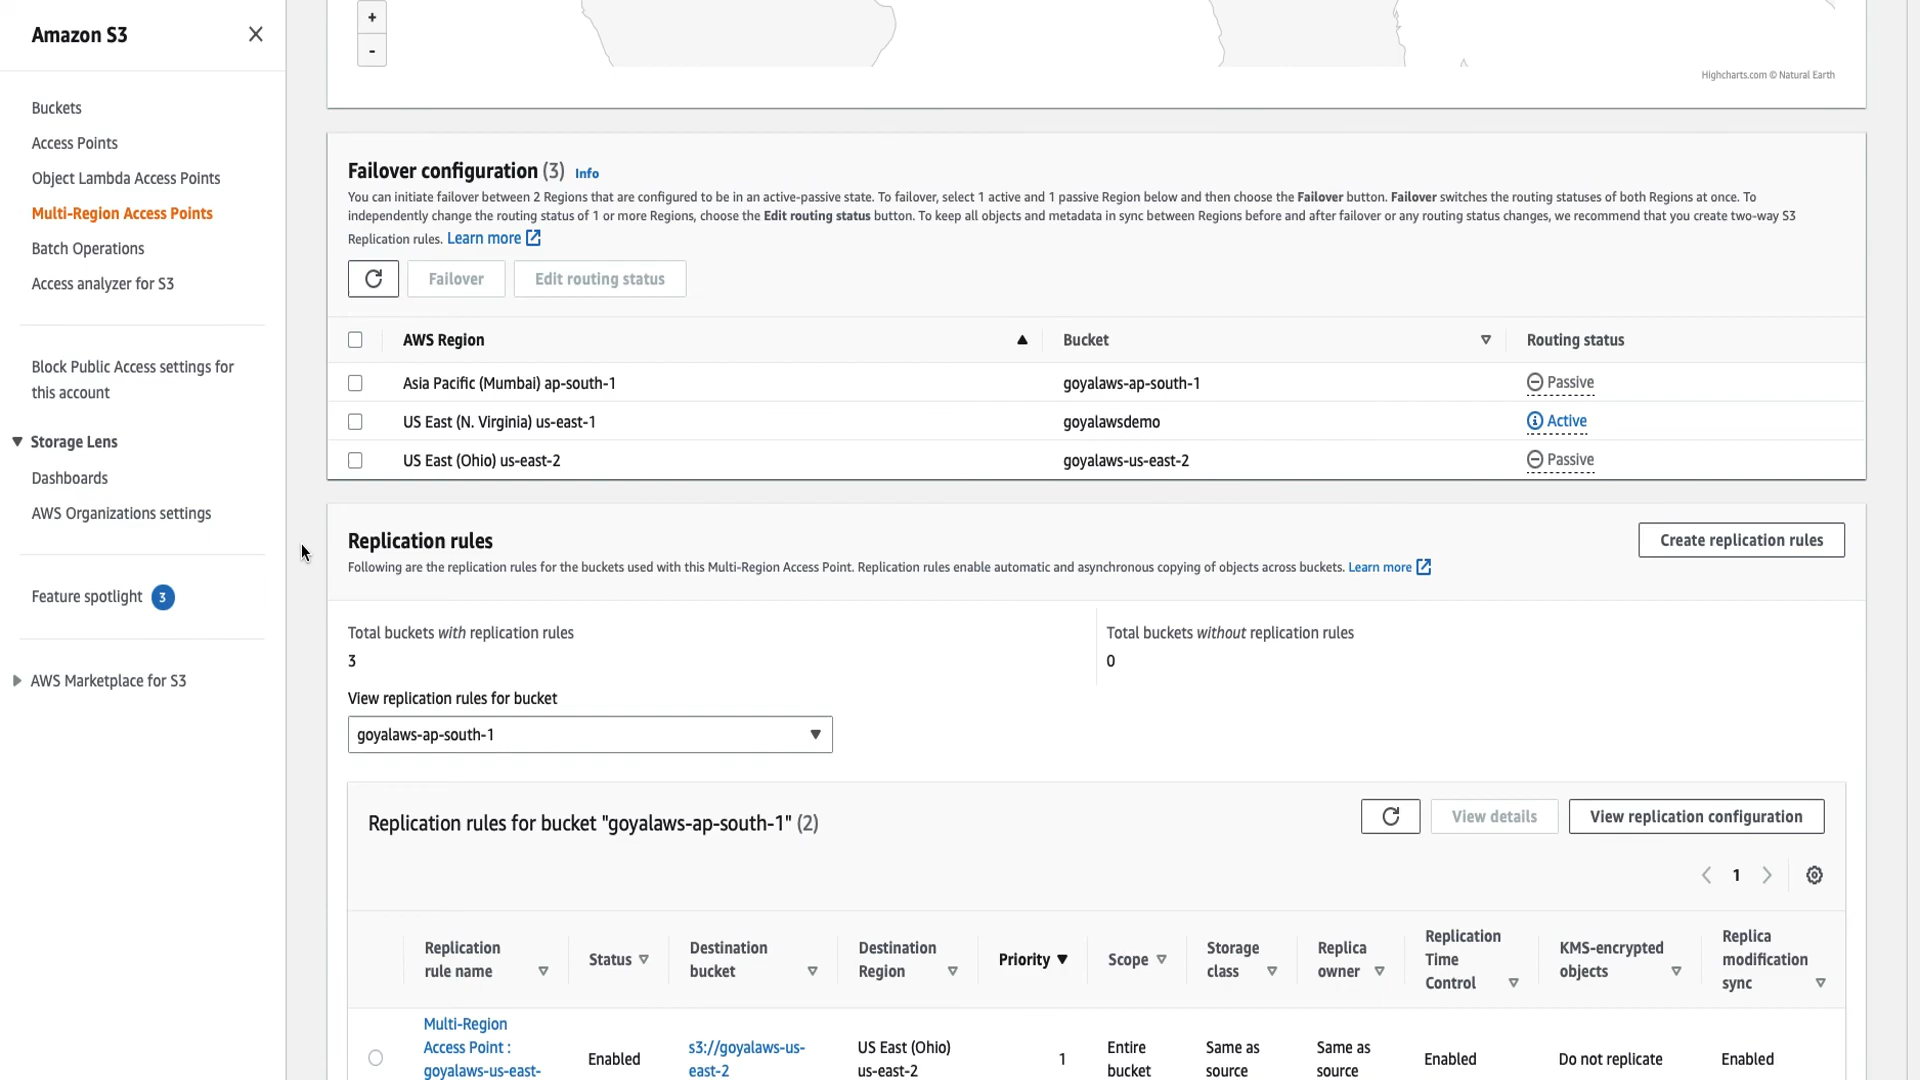 Amazon S3
Buckets
Access Points
Object Lambda Access Points
Multi-Region Access Points
Batch Operations
Access analyzer for S3
Block Public Access settings for
this account
Storage Lens
Dashboards
AWS Organizations settings
Feature spotlight 3
AWS Marketplace for S3
+
-
Highcharts.com © Natural Earth
Failover configuration (3) Info
You can initiate failover between 2 Regions that are configured to be in an active-passive state. To failover, select 1 active and 1 passive Region below and then choose the Failover button. Failover switches the routing statuses of both Regions at once. To
independently change the routing status of 1 or more Regions, choose the Edit routing status button. To keep all objects and metadata in sync between Regions before and after failover or any routing status changes, we recommend that you create two-way S3
Replication rules. Learn more
Failover Edit routing status
AWS Region Bucket Routing status
Asia Pacific (Mumbai) ap-south-1 goyalaws-ap-south-1 Passive
US East (N. Virginia) us-east-1 goyalawsdemo Active
US East (Ohio) us-east-2 goyalaws-us-east-2 Passive
Replication rules Create replication rules
Following are the replication rules for the buckets used with this Multi-Region Access Point. Replication rules enable automatic and asynchronous copying of objects across buckets. Learn more
Total buckets with replication rules Total buckets without replication rules
3 0
View replication rules for bucket
goyalaws-ap-south-1
Replication rules for bucket "goyalaws-ap-south-1" (2) View details View replication configuration
1
Replication
rule name
Status
Destination
bucket
Destination
Region
Priority
Scope
Storage
class
Replica
owner
Replication
Time
Control
KMS-encrypted
objects
Replica
modification
sync
Multi-Region
Access Point :
goyalaws-us-east-
Enabled
s3://goyalaws-us-
east-2
US East (Ohio)
us-east-2
1
Entire
bucket
Same as
source
Same as
source
Enabled
Do not replicate
Enabled